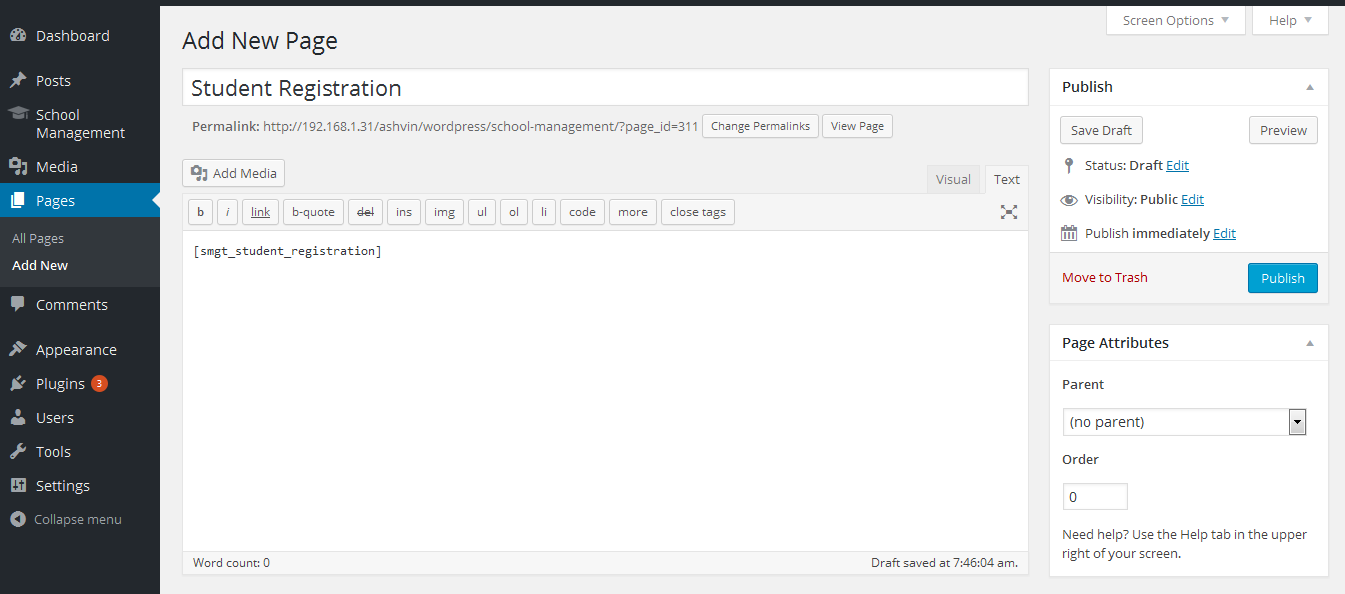 Dashboard
Posts
School
Management
Media
Pages
All Pages
Add New
Comments
Appearance
Plugins 3
Users
Tools
Settings
Collapse menu
Screen Options
Help
Add New Page
Student Registration
Permalink: http://192.168.1.31/ashvin/wordpress/school-management/?page_id=311 Change Permalinks View Page
Add Media
Visual
Text
b i link b-quote del ins img ul ol li code more close tags
[smgt_student_registration]
Word count: 0
Draft saved at 7:46:04 am.
Publish
Save Draft
Preview
Status: Draft Edit
Visibility: Public Edit
Publish immediately Edit
Move to Trash
Publish
Page Attributes
Parent
(no parent)
Order
0
Need help? Use the Help tab in the upper
right of your screen.